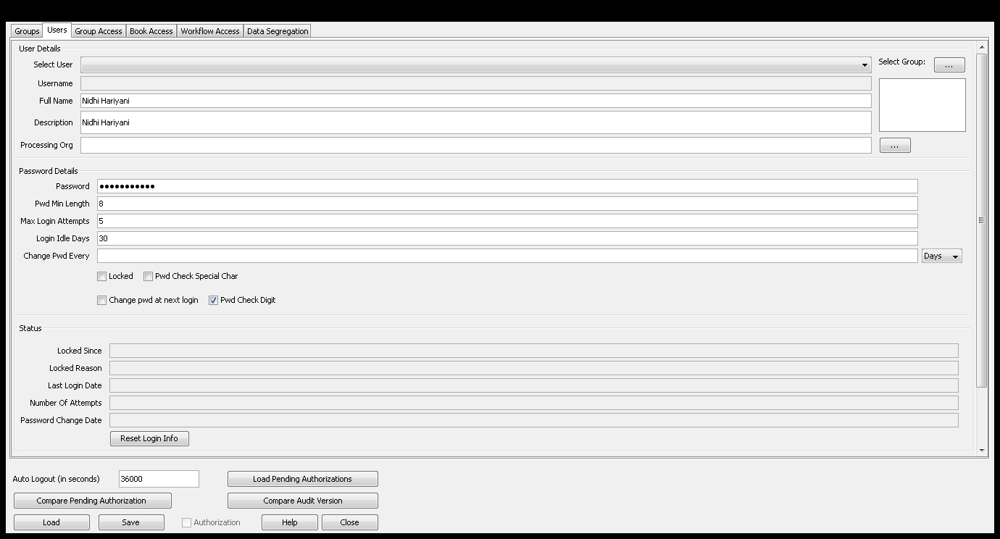 Groups Users Group Access Book Access Workflow Access Data Segregation
User Details
Select User Select Group: ...
Username
Full Name Nidhi Hariyani
Description Nidhi Hariyani
Processing Org ...
Password Details
Password ●●●●●●●●●●●
Pwd Min Length 8
Max Login Attempts 5
Login Idle Days 30
Change Pwd Every Days
Locked Pwd Check Special Char
Change pwd at next login Pwd Check Digit
Status
Locked Since
Locked Reason
Last Login Date
Number Of Attempts
Password Change Date
Reset Login Info
Auto Logout (in seconds) 36000 Load Pending Authorizations
Compare Pending Authorization Compare Audit Version
Load Save Authorization Help Close